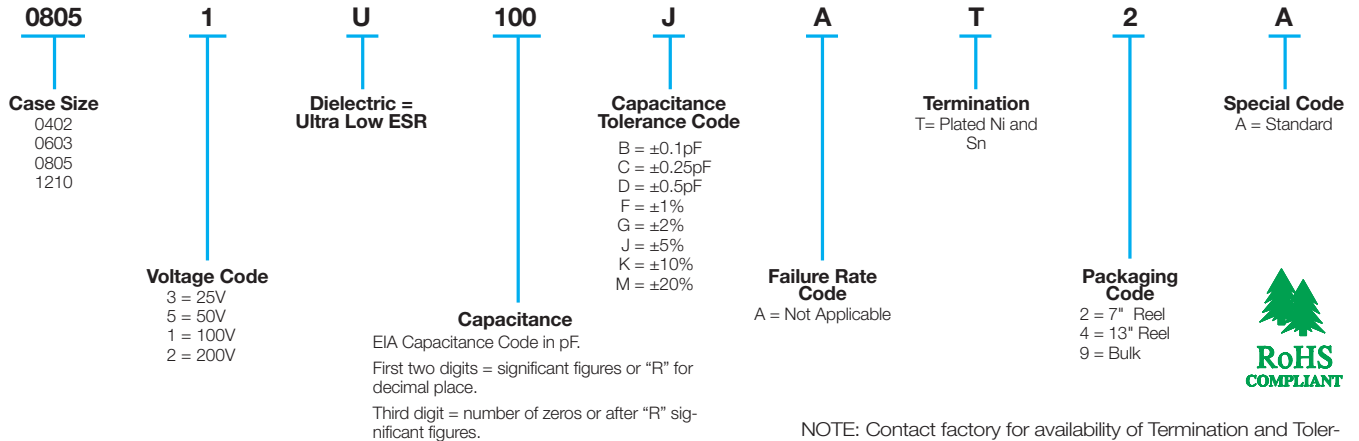 0805 1 U 100 J A T 2 A
Case Size
0402
0603
0805
1210
Voltage Code
3 = 25V
5 = 50V
1 = 100V
2 = 200V
Dielectric =
Ultra Low ESR
Capacitance
EIA Capacitance Code in pF.
First two digits = significant figures or “R” for
decimal place.
Third digit = number of zeros or after “R” sig-
nificant figures.
Capacitance
Tolerance Code
B = ±0.1pF
C = ±0.25pF
D = ±0.5pF
F = ±1%
G = ±2%
J = ±5%
K = ±10%
M = ±20%
Failure Rate
Code
A = Not Applicable
Termination
T= Plated Ni and
Sn
Packaging
Code
2 = 7" Reel
4 = 13" Reel
9 = Bulk
Special Code
A = Standard
RoHS
COMPLIANT
NOTE: Contact factory for availability of Termination and Toler-